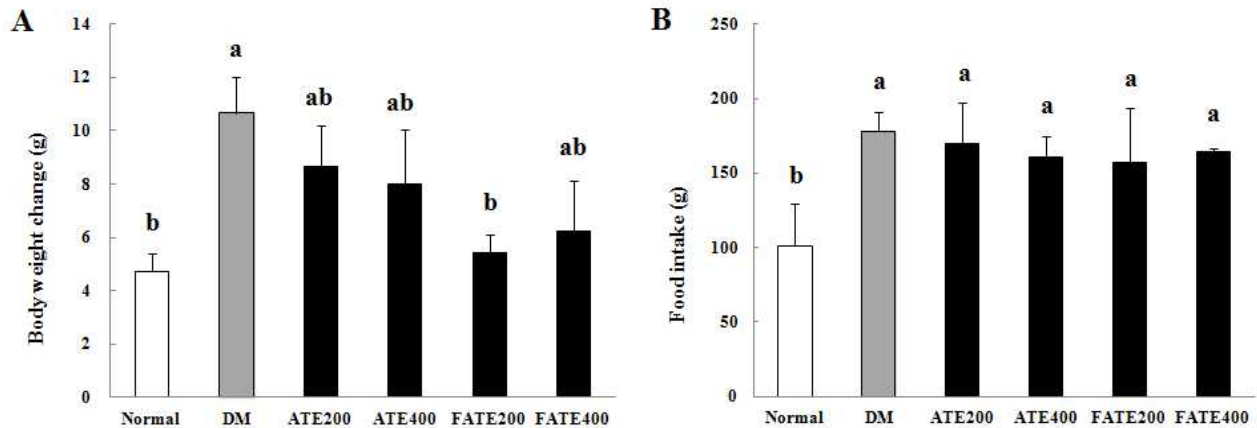 A
Body weight change (g)
14
12
10
8
6
4
2
0
b
a
ab
ab
b
ab
Normal DM ATE200 ATE400 FATE200 FATE400
B
Food intake (g)
250
200
150
100
50
0
b
a
a
a
a
a
Normal DM ATE200 ATE400 FATE200 FATE400